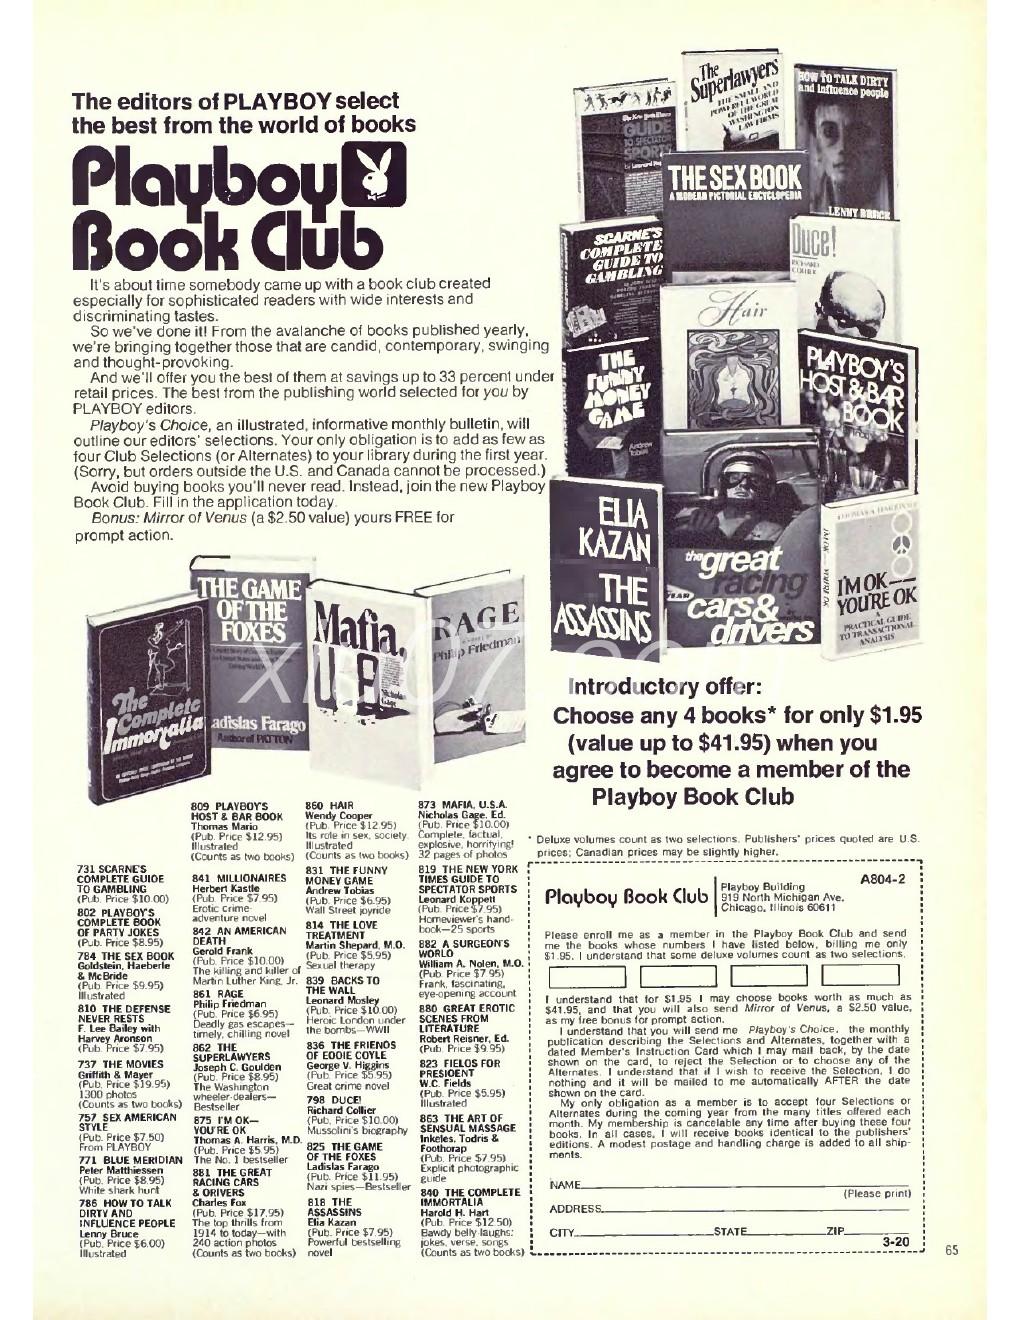 The editors of PLAYBOY select
the best from the world of books
Playboy
Book Club
It's about time somebody came up with a book club created
especially for sophisticated readers with wide interests and
discriminating tastes.
So we've done it! From the avalanche of books published yearly,
we're bringing together those that are candid, contemporary, swinging
and thought-provoking.
And we'll offer you the best of them at savings up to 33 percent under
retail prices. The best from the publishing world selected for you by
PLAYBOY editors.
Playboy's Choice, an illustrated, informative monthly bulletin, will
outline our editors' selections. Your only obligation is to add as few as
four Club Selections (or Alternates) to your library during the first year.
(Sorry, but orders outside the U.S. and Canada cannot be processed.)
Avoid buying books you'll never read. Instead, join the new Playboy
Book Club. Fill in the application today.
Bonus: Mirror of Venus (a $2.50 value) yours FREE for
prompt action.
The
Superlawyers
THE SMALL AND
POWERFUL WORLD
OF THE GREAT
WASHINGTON
LAW FIRMS
HOW TO TALK DIRTY
and influence people
LENNY BRUCE
The New York Times
GUIDE
TO SPECTATOR
SPORTS
THE SEX BOOK
A MODERN PICTORIAL ENCYCLOPEDIA
SCARNE'S
COMPLETE
GUIDE TO
GAMBLING
Duce!
RICHARD
COLLIER
Hair
THE
FUNNY
MONEY
GAME
Andrew
Tobias
PLAYBOY'S
HOST & BAR
BOOK
ELIA
KAZAN
THE
ASSASSINS
the great
racing
cars &
drivers
THOMAS A. HARRIS, M.D.
I'M OK—
YOU'RE OK
A
PRACTICAL GUIDE
TO TRANSACTIONAL
ANALYSIS
The
Complete
Immortalia
THE GAME
OF THE
FOXES
Ladislas Farago
Author of PATTON
Mafia,
USA
Nicholas
Gage
RAGE
Philip Friedman
Introductory offer:
Choose any 4 books* for only $1.95
(value up to $41.95) when you
agree to become a member of the
Playboy Book Club
* Deluxe volumes count as two selections. Publishers' prices quoted are U.S.
prices; Canadian prices may be slightly higher.
731 SCARNE'S
COMPLETE GUIDE
TO GAMBLING
(Pub. Price $10.00)
802 PLAYBOY'S
COMPLETE BOOK
OF PARTY JOKES
(Pub. Price $8.95)
784 THE SEX BOOK
Goldstein, Haeberle
& McBride
(Pub. Price $9.95)
Illustrated
810 THE DEFENSE
NEVER RESTS
F. Lee Bailey with
Harvey Aronson
(Pub. Price $7.95)
737 THE MOVIES
Griffith & Mayer
(Pub. Price $19.95)
1300 photos
(Counts as two books)
757 SEX AMERICAN
STYLE
(Pub. Price $7.50)
From PLAYBOY
771 BLUE MERIDIAN
Peter Matthiessen
(Pub. Price $8.95)
White shark hunt
786 HOW TO TALK
DIRTY AND
INFLUENCE PEOPLE
Lenny Bruce
(Pub. Price $6.00)
Illustrated
809 PLAYBOY'S
HOST & BAR BOOK
Thomas Mario
(Pub. Price $12.95)
Illustrated
(Counts as two books)
841 MILLIONAIRES
Herbert Kastle
(Pub. Price $7.95)
Erotic crime-
adventure novel
842 AN AMERICAN
DEATH
Gerold Frank
(Pub. Price $10.00)
The killing and killer of
Martin Luther King, Jr.
861 RAGE
Philip Friedman
(Pub. Price $6.95)
Deadly gas escapes—
timely, chilling novel
862 THE
SUPERLAWYERS
Joseph C. Goulden
(Pub. Price $8.95)
The Washington
wheeler-dealers—
Bestseller
875 I'M OK—
YOU'RE OK
Thomas A. Harris, M.D.
(Pub. Price $5.95)
The No. 1 bestseller
881 THE GREAT
RACING CARS
& DRIVERS
Charles Fox
(Pub. Price $17.95)
The top thrills from
1914 to today—with
240 action photos
(Counts as two books)
860 HAIR
Wendy Cooper
(Pub. Price $12.95)
Its role in sex, society.
Illustrated
(Counts as two books)
831 THE FUNNY
MONEY GAME
Andrew Tobias
(Pub. Price $6.95)
Wall Street joyride
814 THE LOVE
TREATMENT
Martin Shepard, M.D.
(Pub. Price $5.95)
Sexual therapy
839 BACKS TO
THE WALL
Leonard Mosley
(Pub. Price $10.00)
Heroic London under
the bombs—WWII
836 THE FRIENDS
OF EDDIE COYLE
George V. Higgins
(Pub. Price $5.95)
Great crime novel
798 DUCE!
Richard Collier
(Pub. Price $10.00)
Mussolini's biography
825 THE GAME
OF THE FOXES
Ladislas Farago
(Pub. Price $11.95)
Nazi spies—Bestseller
818 THE
ASSASSINS
Elia Kazan
(Pub. Price $7.95)
Powerful bestselling
novel
873 MAFIA, U.S.A.
Nicholas Gage, Ed.
(Pub. Price $10.00)
Complete, factual,
explosive, horrifying!
32 pages of photos
819 THE NEW YORK
TIMES GUIDE TO
SPECTATOR SPORTS
Leonard Koppett
(Pub. Price $7.95)
Homeviewer's hand-
book—25 sports
882 A SURGEON'S
WORLD
William A. Nolen, M.D.
(Pub. Price $7.95)
Frank, fascinating,
eye-opening account
880 GREAT EROTIC
SCENES FROM
LITERATURE
Robert Reisner, Ed.
(Pub. Price $9.95)
823 FIELDS FOR
PRESIDENT
W.C. Fields
(Pub. Price $5.95)
Illustrated
863 THE ART OF
SENSUAL MASSAGE
Inkeles, Todris &
Foothorap
(Pub. Price $7.95)
Explicit photographic
guide
840 THE COMPLETE
IMMORTALIA
Harold H. Hart
(Pub. Price $12.50)
Bawdy belly-laughs:
jokes, verse, songs
(Counts as two books)
Playboy Book Club
Playboy Building
919 North Michigan Ave.
Chicago, Illinois 60611
A804-2
Please enroll me as a member in the Playboy Book Club and send
me the books whose numbers I have listed below, billing me only
$1.95. I understand that some deluxe volumes count as two selections.
I understand that for $1.95 I may choose books worth as much as
$41.95, and that you will also send Mirror of Venus, a $2.50 value,
as my free bonus for prompt action.
I understand that you will send me Playboy's Choice, the monthly
publication describing the Selections and Alternates, together with a
dated Member's Instruction Card which I may mail back, by the date
shown on the card, to reject the Selection or to choose any of the
Alternates. I understand that if I wish to receive the Selection, I do
nothing and it will be mailed to me automatically AFTER the date
shown on the card.
My only obligation as a member is to accept four Selections or
Alternates during the coming year from the many titles offered each
month. My membership is cancelable any time after buying these four
books. In all cases, I will receive books identical to the publishers'
editions. A modest postage and handling charge is added to all ship-
ments.
NAME
(Please print)
ADDRESS
CITY STATE ZIP
3-20
65